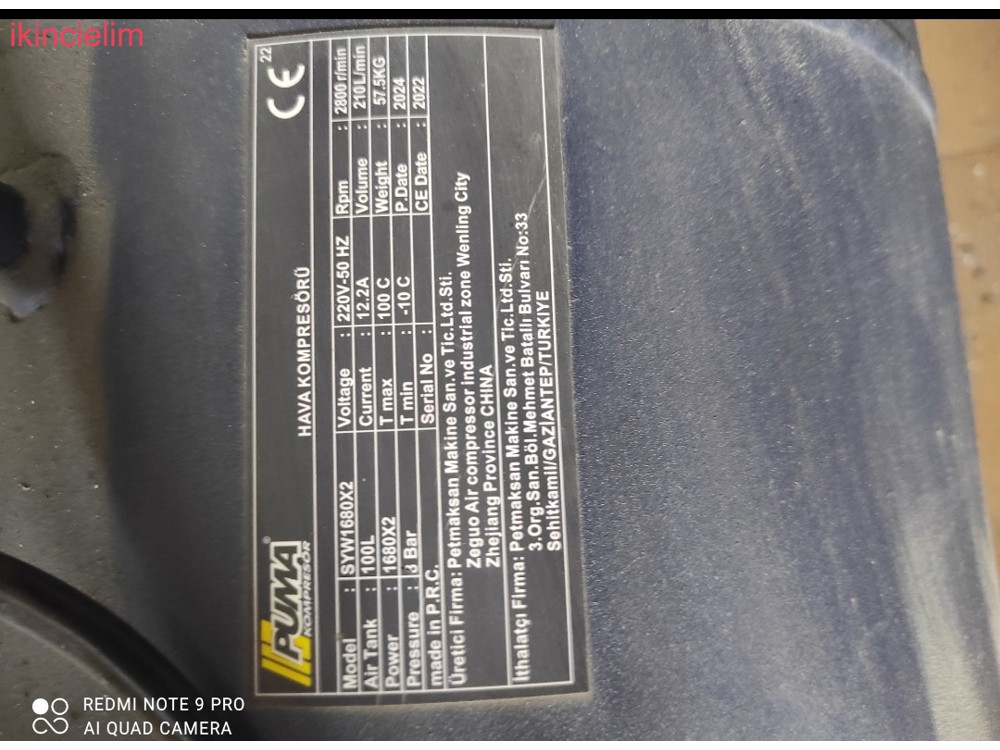 ikincielim
PUMA®
KOMPRESÖR
HAVA KOMPRESÖRÜ
CE 22
Model : SYW1680X2 Voltage : 220V-50 HZ Rpm : 2800 r/min
Air Tank : 100L Current : 12.2A Volume : 210L/min
Power : 1680X2 T max : 100 C Weight : 57.5KG
Pressure : 8 Bar T min : -10 C P.Date : 2024
made in P.R.C. Serial No : CE Date : 2022
Üretici Firma: Petmaksan Makine San.ve Tic.Ltd.Sti.
Zeguo Air compressor industrial zone Wenling City
Zhejiang Province CHINA
İthalatçı Firma: Petmaksan Makine San.ve Tic.Ltd.Sti.
3.Org.San.Böl.Mehmet Batallı Bulvarı No:33
Sehitkamil/GAZİANTEP/TURKIYE
REDMI NOTE 9 PRO
AI QUAD CAMERA